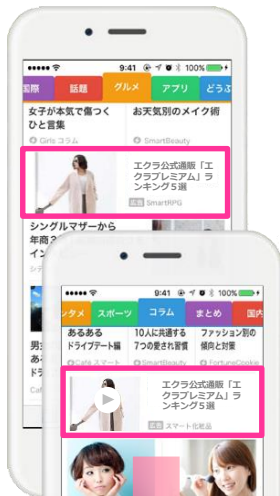 9:41
100%
国際
話題
グルメ
アプリ
どうぶ
女子が本気で傷つく
ひと言集
お天気別のメイク術
Girls コラム
SmartBeauty
エクラ公式通販「エ
クラプレミアム」ラ
ンキング５選
広告 SmartRPG
シングルマザーから
年商
イン
9:41
100%
ンタメ
スポーツ
コラム
まとめ
国内
あるある
ドライブデート編
10人に共通する
7つの愛され習慣
ファッション別の
傾向と対策
Café スマート
SmartBeauty
FortuneCookie
男
あ
ド
エクラ公式通販「エ
クラプレミアム」ラ
ンキング５選
広告 スマート化粧品